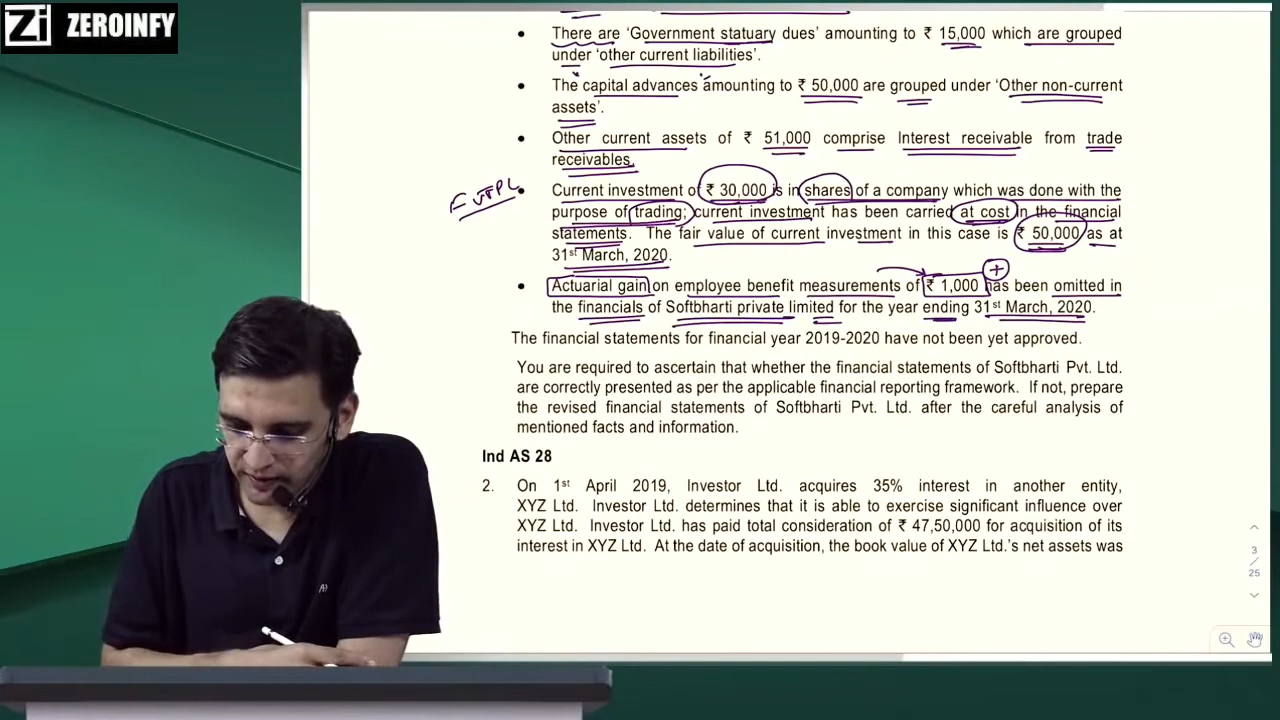 Zi ZEROINFY
There are 'Government statuary dues' amounting to ₹ 15,000 which are grouped
under 'other current liabilities'.
The capital advances amounting to ₹ 50,000 are grouped under 'Other non-current
assets'.
Other current assets of ₹ 51,000 comprise Interest receivable from trade
receivables.
FVTPL
Current investment of ₹ 30,000 is in shares of a company which was done with the
purpose of trading; current investment has been carried at cost in the financial
statements. The fair value of current investment in this case is ₹ 50,000 as at
31st March, 2020.
+
Actuarial gain on employee benefit measurements of ₹ 1,000 has been omitted in
the financials of Softbharti private limited for the year ending 31st March, 2020.
The financial statements for financial year 2019-2020 have not been yet approved.
You are required to ascertain that whether the financial statements of Softbharti Pvt. Ltd.
are correctly presented as per the applicable financial reporting framework. If not, prepare
the revised financial statements of Softbharti Pvt. Ltd. after the careful analysis of
mentioned facts and information.
Ind AS 28
2. On 1st April 2019, Investor Ltd. acquires 35% interest in another entity,
XYZ Ltd. Investor Ltd. determines that it is able to exercise significant influence over
XYZ Ltd. Investor Ltd. has paid total consideration of ₹ 47,50,000 for acquisition of its
interest in XYZ Ltd. At the date of acquisition, the book value of XYZ Ltd.'s net assets was
3
/
25